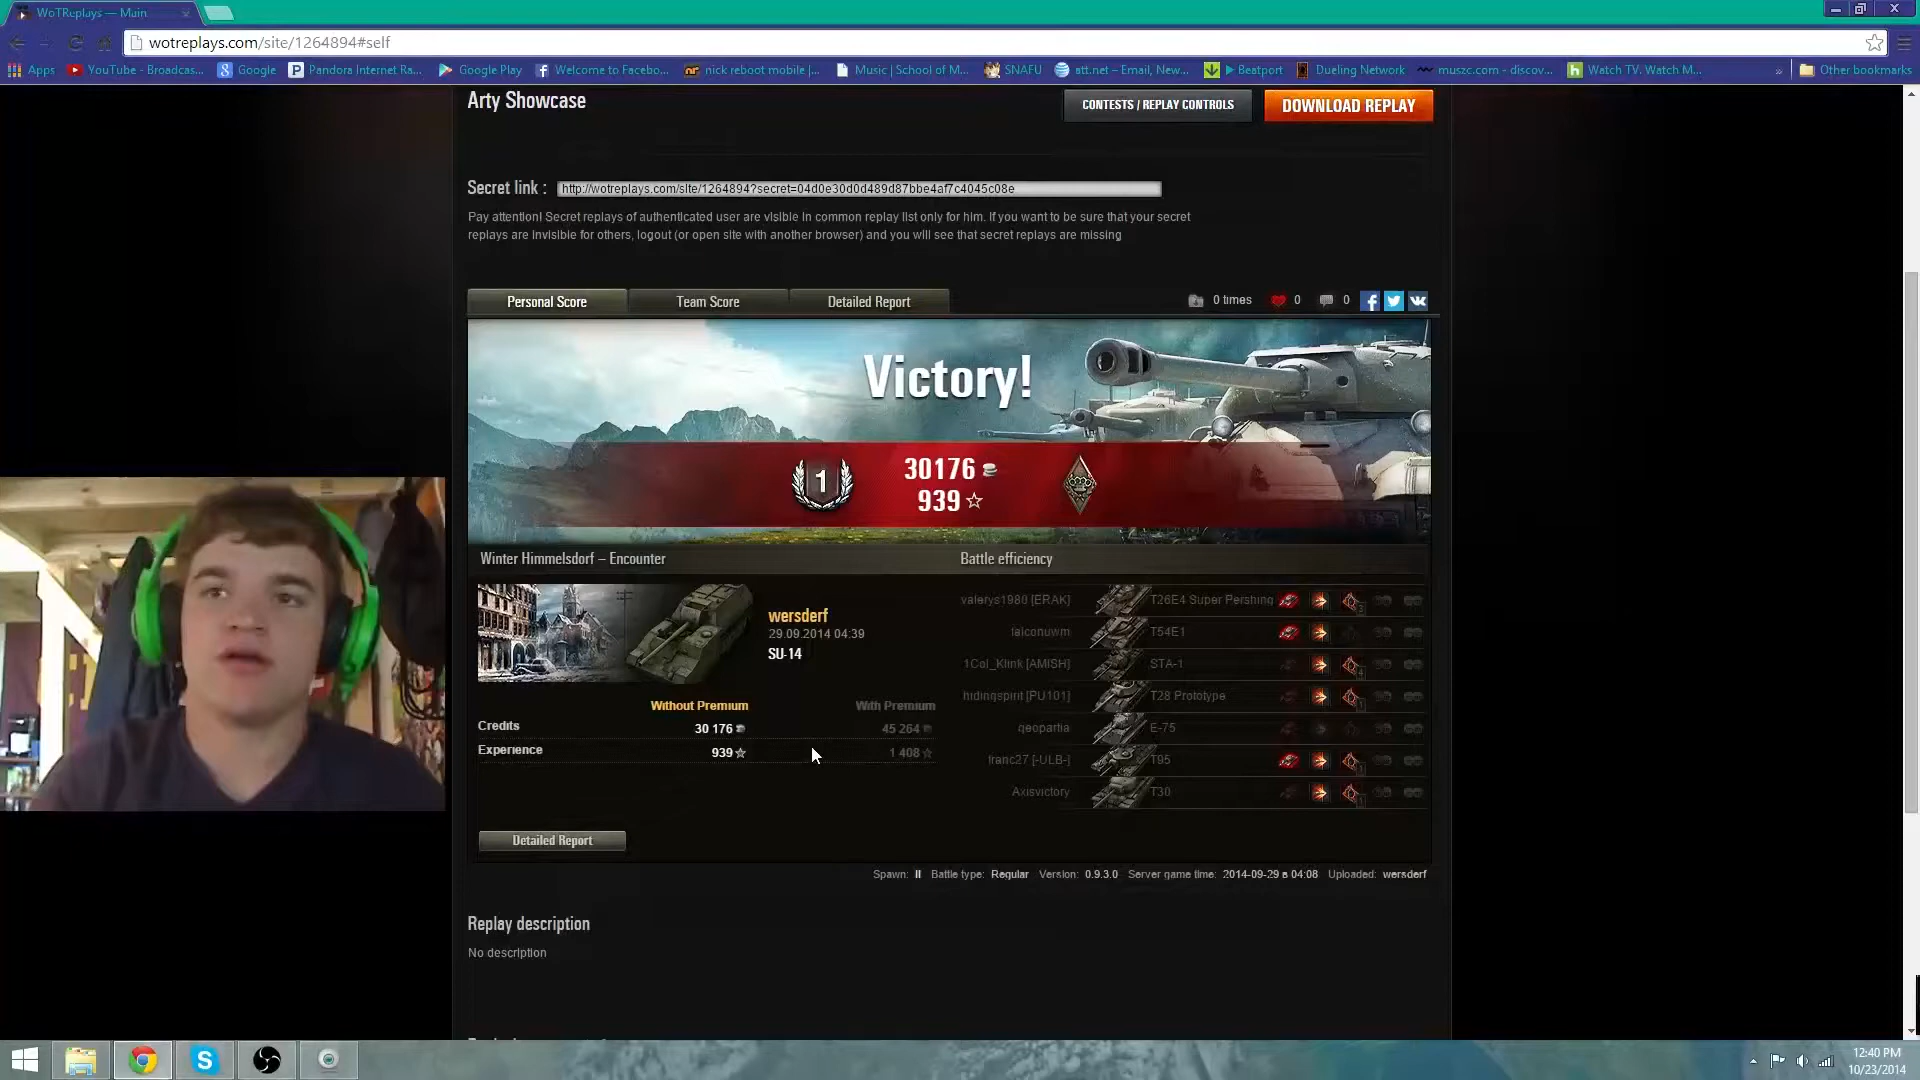 WoTReplays — Main
wotreplays.com/site/1264894#self
Apps YouTube - Broadcas... Google Pandora Internet Ra... Google Play Welcome to Facebo... nick reboot mobile |... Music | School of M... SNAFU att.net – Email, New... Beatport Dueling Network muszc.com - discov... Watch TV. Watch M... » Other bookmarks
Arty Showcase
CONTESTS / REPLAY CONTROLS
DOWNLOAD REPLAY
Secret link : http://wotreplays.com/site/1264894?secret=04d0e30d0d489d87bbe4af7c4045c08e
Pay attention! Secret replays of authenticated user are visible in common replay list only for him. If you want to be sure that your secret
replays are invisible for others, logout (or open site with another browser) and you will see that secret replays are missing
Personal Score Team Score Detailed Report 0 times 0 0
Victory!
1
30176
939
Winter Himmelsdorf – Encounter
Battle efficiency
wersderf
29.09.2014 04:39
SU-14
Without Premium With Premium
Credits 30 176 45 264
Experience 939 1 408
valerys1980 [ERAK] T26E4 Super Pershing 3
falconuwm T54E1
1Col_Klink [AMISH] STA-1 4
hidingspirit [PU101] T28 Prototype 1
qeopartia E-75
franc27 [-ULB-] T95 1
Axisvictory T30 1
Detailed Report
Spawn: II Battle type: Regular Version: 0.9.3.0 Server game time: 2014-09-29 в 04:08 Uploaded: wersderf
Replay description
No description
12:40 PM
10/23/2014